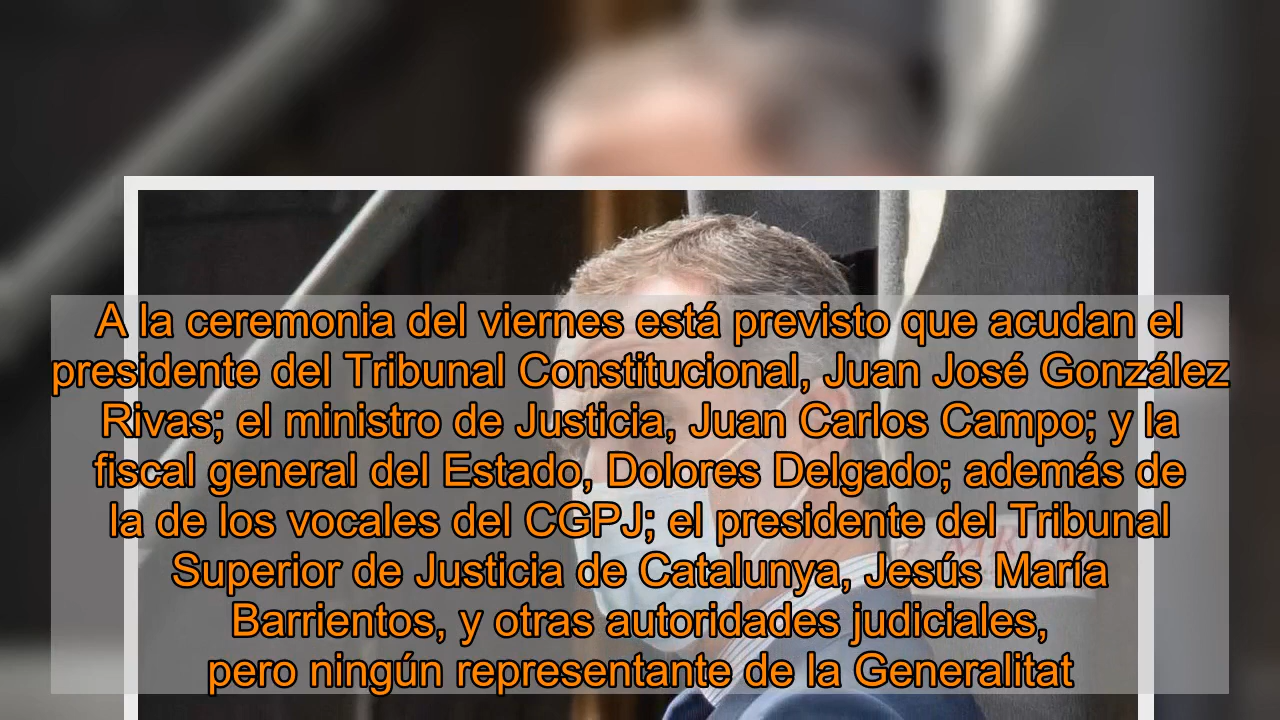 A la ceremonia del viernes está previsto que acudan el
presidente del Tribunal Constitucional, Juan José González
Rivas; el ministro de Justicia, Juan Carlos Campo; y la
fiscal general del Estado, Dolores Delgado; además de
la de los vocales del CGPJ; el presidente del Tribunal
Superior de Justicia de Catalunya, Jesús María
Barrientos, y otras autoridades judiciales,
pero ningún representante de la Generalitat